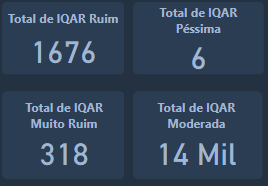 Total de IQAR Ruim
1676
Total de IQAR
Péssima
6
Total de IQAR
Muito Ruim
318
Total de IQAR
Moderada
14 Mil